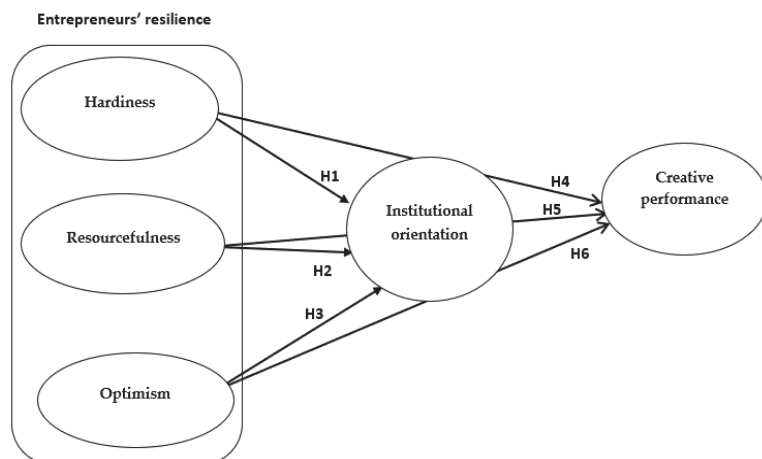 Entrepreneurs’ resilience
Hardiness
H1
H4
Creative
performance
Institutional
orientation
H5
Resourcefulness
H2
H6
H3
Optimism